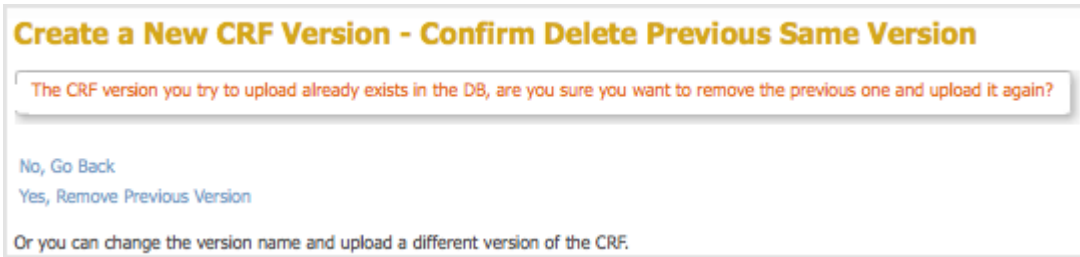 Create a New CRF Version - Confirm Delete Previous Same Version
The CRF version you try to upload already exists in the DB, are you sure you want to remove the previous one and upload it again?
No, Go Back
Yes, Remove Previous Version
Or you can change the version name and upload a different version of the CRF.